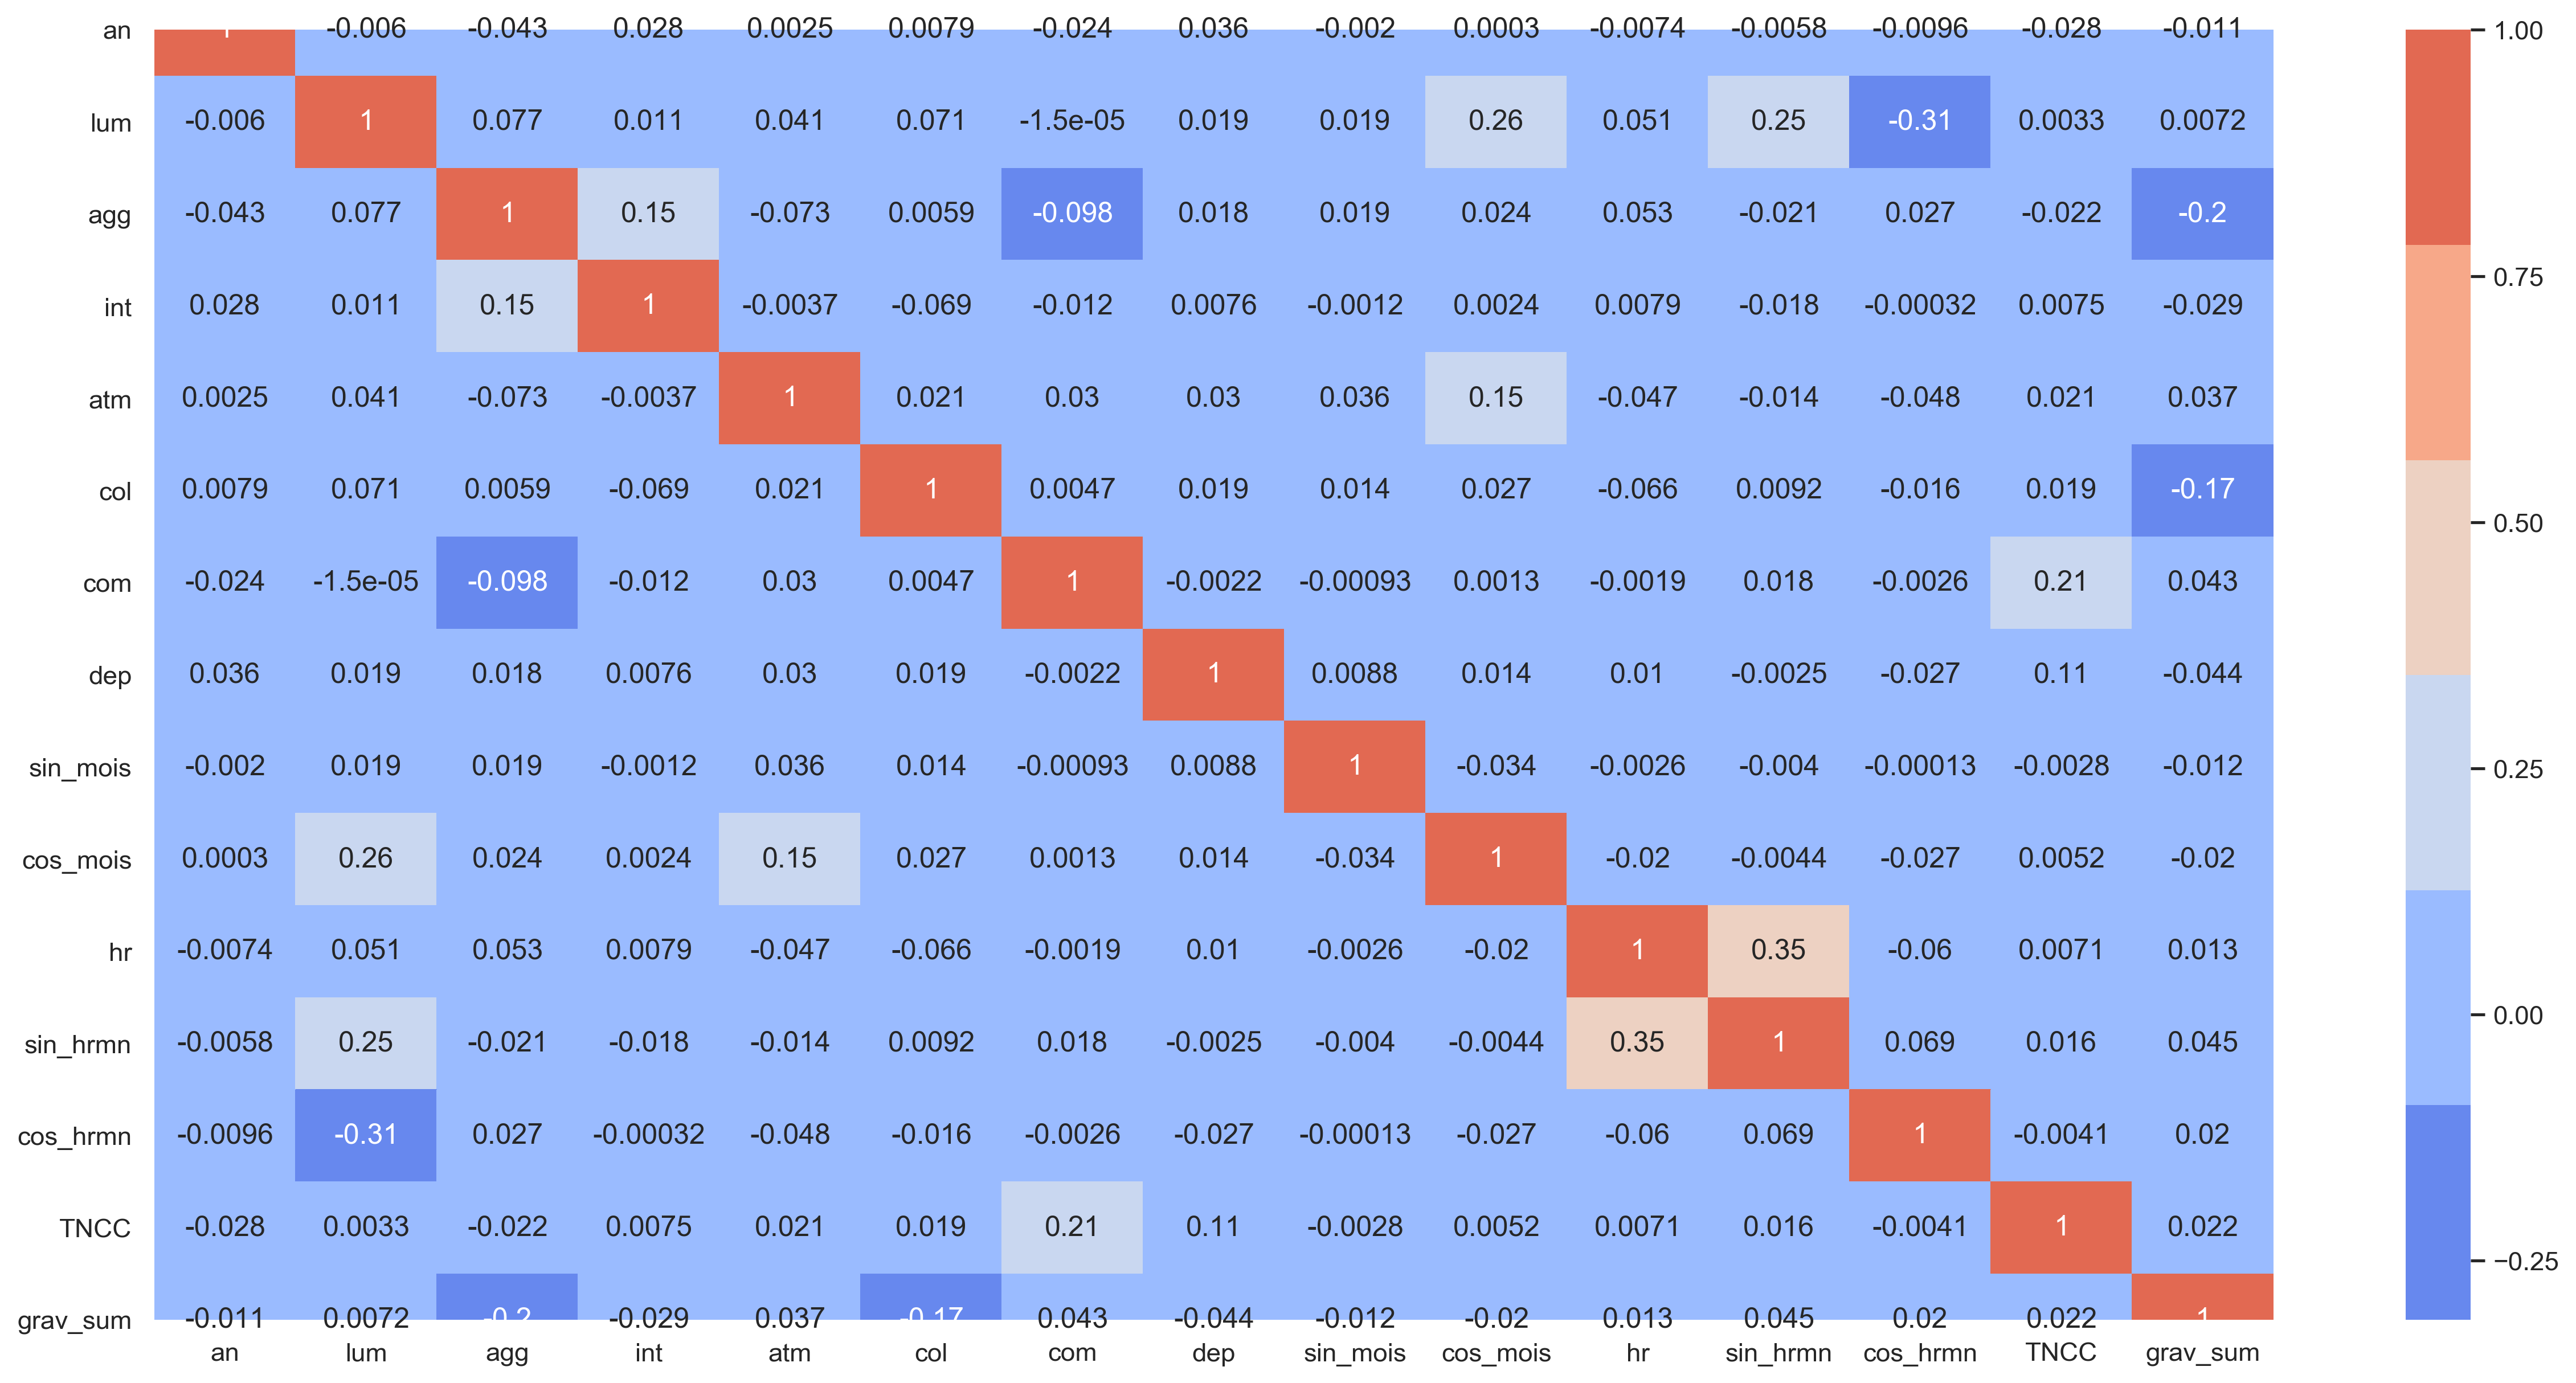 an 1 -0.006 -0.043 0.028 0.0025 0.0079 -0.024 0.036 -0.002 0.0003 -0.0074 -0.0058 -0.0096 -0.028 -0.011
lum -0.006 1 0.077 0.011 0.041 0.071 -1.5e-05 0.019 0.019 0.26 0.051 0.25 -0.31 0.0033 0.0072
agg -0.043 0.077 1 0.15 -0.073 0.0059 -0.098 0.018 0.019 0.024 0.053 -0.021 0.027 -0.022 -0.2
int 0.028 0.011 0.15 1 -0.0037 -0.069 -0.012 0.0076 -0.0012 0.0024 0.0079 -0.018 -0.00032 0.0075 -0.029
atm 0.0025 0.041 -0.073 -0.0037 1 0.021 0.03 0.03 0.036 0.15 -0.047 -0.014 -0.048 0.021 0.037
col 0.0079 0.071 0.0059 -0.069 0.021 1 0.0047 0.019 0.014 0.027 -0.066 0.0092 -0.016 0.019 -0.17
com -0.024 -1.5e-05 -0.098 -0.012 0.03 0.0047 1 -0.0022 -0.00093 0.0013 -0.0019 0.018 -0.0026 0.21 0.043
dep 0.036 0.019 0.018 0.0076 0.03 0.019 -0.0022 1 0.0088 0.014 0.01 -0.0025 -0.027 0.11 -0.044
sin_mois -0.002 0.019 0.019 -0.0012 0.036 0.014 -0.00093 0.0088 1 -0.034 -0.0026 -0.004 -0.00013 -0.0028 -0.012
cos_mois 0.0003 0.26 0.024 0.0024 0.15 0.027 0.0013 0.014 -0.034 1 -0.02 -0.0044 -0.027 0.0052 -0.02
hr -0.0074 0.051 0.053 0.0079 -0.047 -0.066 -0.0019 0.01 -0.0026 -0.02 1 0.35 -0.06 0.0071 0.013
sin_hrmn -0.0058 0.25 -0.021 -0.018 -0.014 0.0092 0.018 -0.0025 -0.004 -0.0044 0.35 1 0.069 0.016 0.045
cos_hrmn -0.0096 -0.31 0.027 -0.00032 -0.048 -0.016 -0.0026 -0.027 -0.00013 -0.027 -0.06 0.069 1 -0.0041 0.02
TNCC -0.028 0.0033 -0.022 0.0075 0.021 0.019 0.21 0.11 -0.0028 0.0052 0.0071 0.016 -0.0041 1 0.022
grav_sum -0.011 0.0072 -0.2 -0.029 0.037 -0.17 0.043 -0.044 -0.012 -0.02 0.013 0.045 0.02 0.022 1
an lum agg int atm col com dep sin_mois cos_mois hr sin_hrmn cos_hrmn TNCC grav_sum
1.00
0.75
0.50
0.25
0.00
−0.25